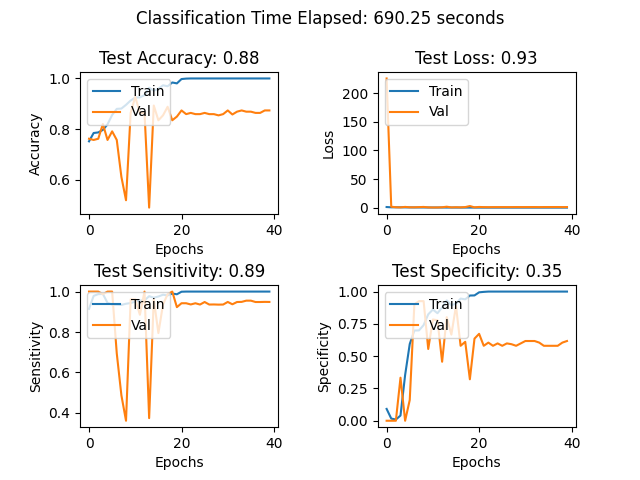 Classification Time Elapsed: 690.25 seconds
Test Accuracy: 0.88
Accuracy
1.0
0.8
0.6
Train
Val
0
20
40
Epochs
Test Loss: 0.93
Loss
200
150
100
50
0
Train
Val
0
20
40
Epochs
Test Sensitivity: 0.89
Sensitivity
1.0
0.8
0.6
0.4
Train
Val
0
20
40
Epochs
Test Specificity: 0.35
Specificity
1.00
0.75
0.50
0.25
0.00
Train
Val
0
20
40
Epochs